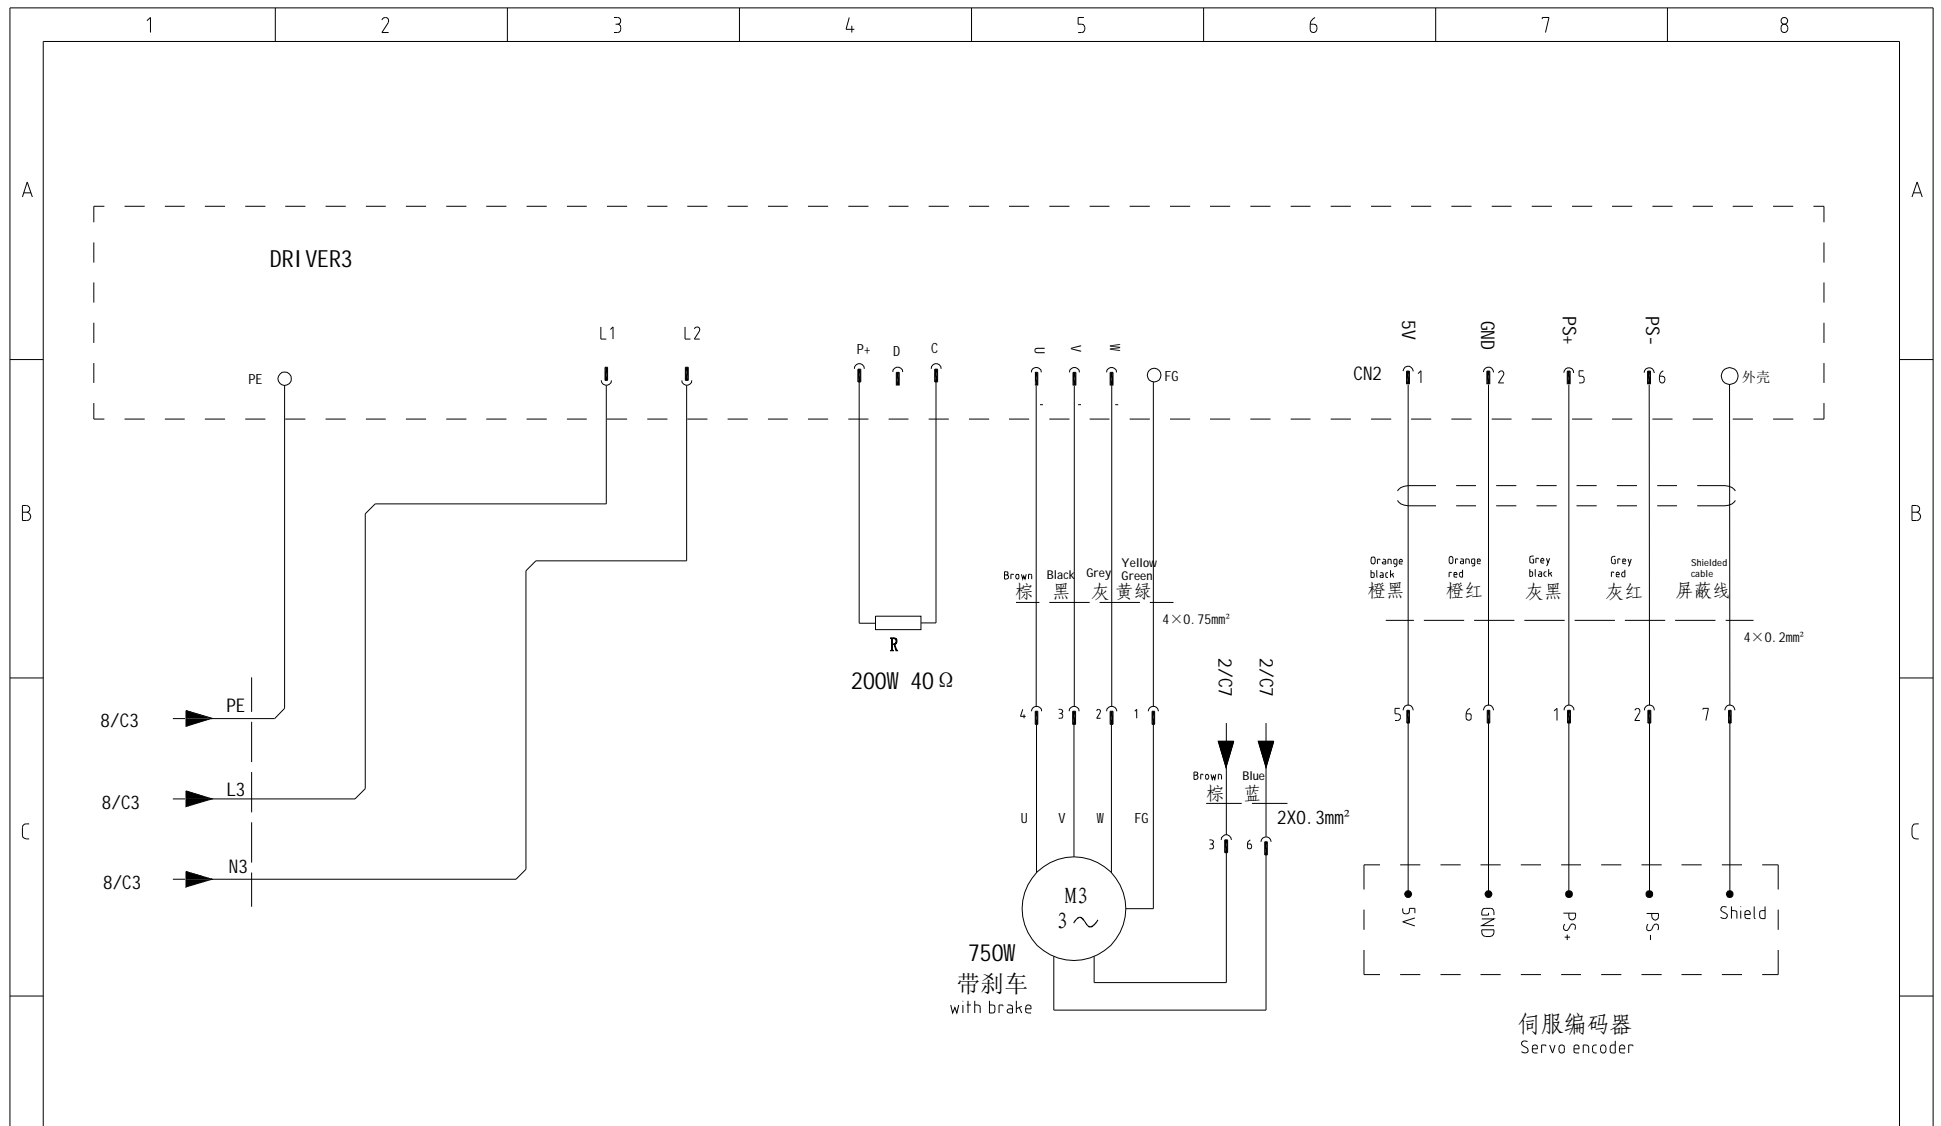 1 2 3 4 5 6 7 8
A A
DRIVER3
L1 L2
5V GND PS+ PS-
P+ D C
U V W
PE
FG
CN2 1 2 5 6 外壳
B B
Orange black Orange red Grey black Grey red Shielded cable
橙黑 橙红 灰黑 灰红 屏蔽线
Brown Black Grey Yellow Green
棕 黑 灰 黄绿
4×0.75mm²
4×0.2mm²
R
200W 40Ω
2/C7 2/C7
PE
8/C3
4 3 2 1
5 6 1 2 7
Brown Blue
棕 蓝
L3
8/C3
2X0.3mm²
U V W FG
C C
3 6
N3
8/C3
M3
3～
5V GND PS+ PS- Shield
750W
带刹车
with brake
伺服编码器
Servo encoder